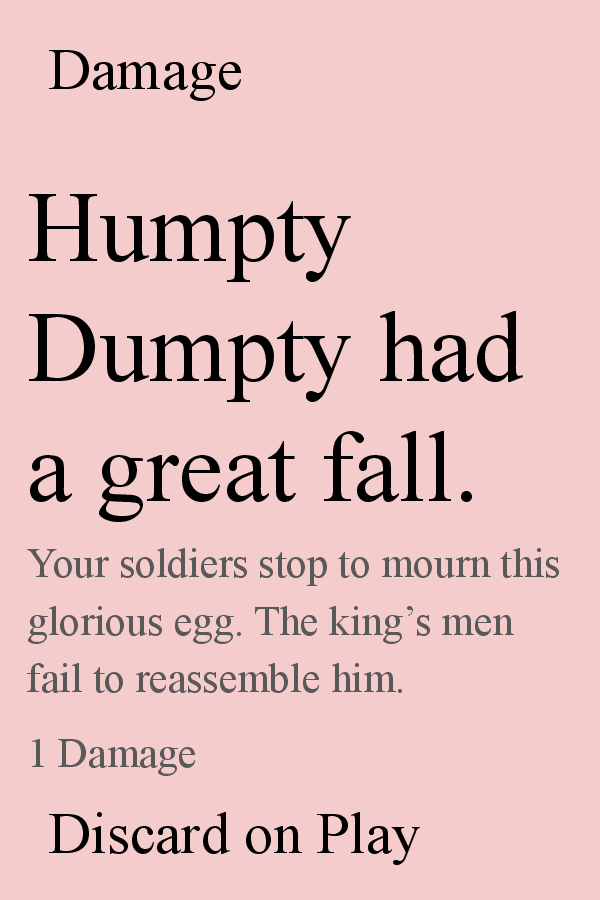 Damage
Humpty
Dumpty had
a great fall.
Your soldiers stop to mourn this
glorious egg. The king’s men
fail to reassemble him.
1 Damage
Discard on Play